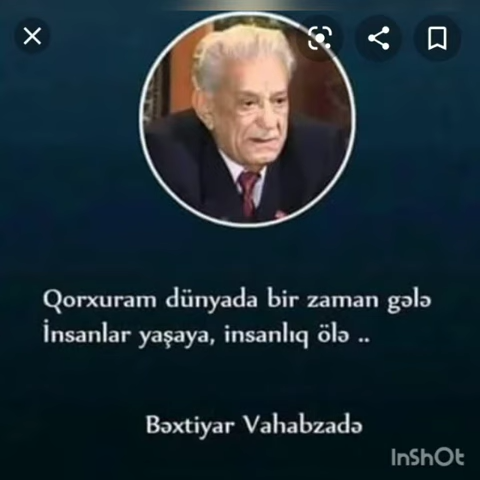 Qorxuram dünyada bir zaman gələ
İnsanlar yaşaya, insanlıq ölə ..
Bəxtiyar Vahabzadə
InShOt